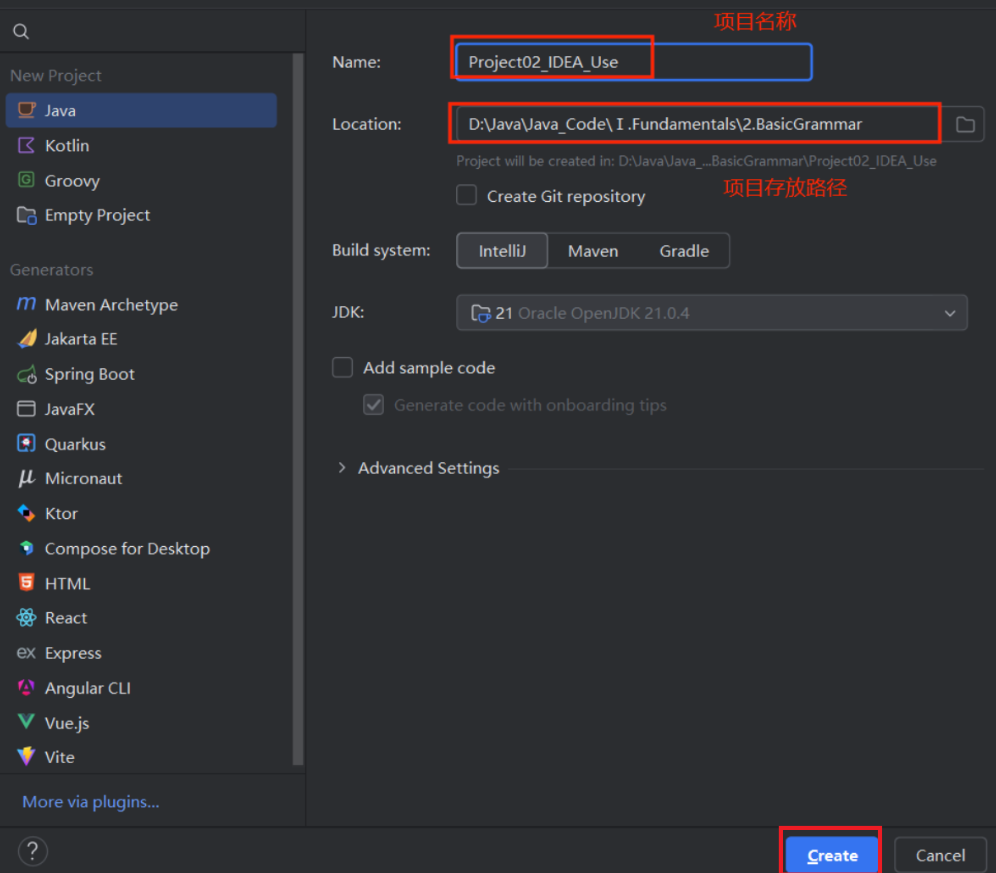 项目名称
Name: Project02_IDEA_Use
New Project
Java
Kotlin
Groovy
Empty Project
Generators
Maven Archetype
Jakarta EE
Spring Boot
JavaFX
Quarkus
Micronaut
Ktor
Compose for Desktop
HTML
React
Express
Angular CLI
Vue.js
Vite
More via plugins...
Location: D:\Java\Java_Code\Ⅰ.Fundamentals\2.BasicGrammar
Project will be created in: D:\Java\Java_...BasicGrammar\Project02_IDEA_Use
项目存放路径
Create Git repository
Build system: IntelliJ Maven Gradle
JDK: 21 Oracle OpenJDK 21.0.4
Add sample code
Generate code with onboarding tips
Advanced Settings
? Create Cancel